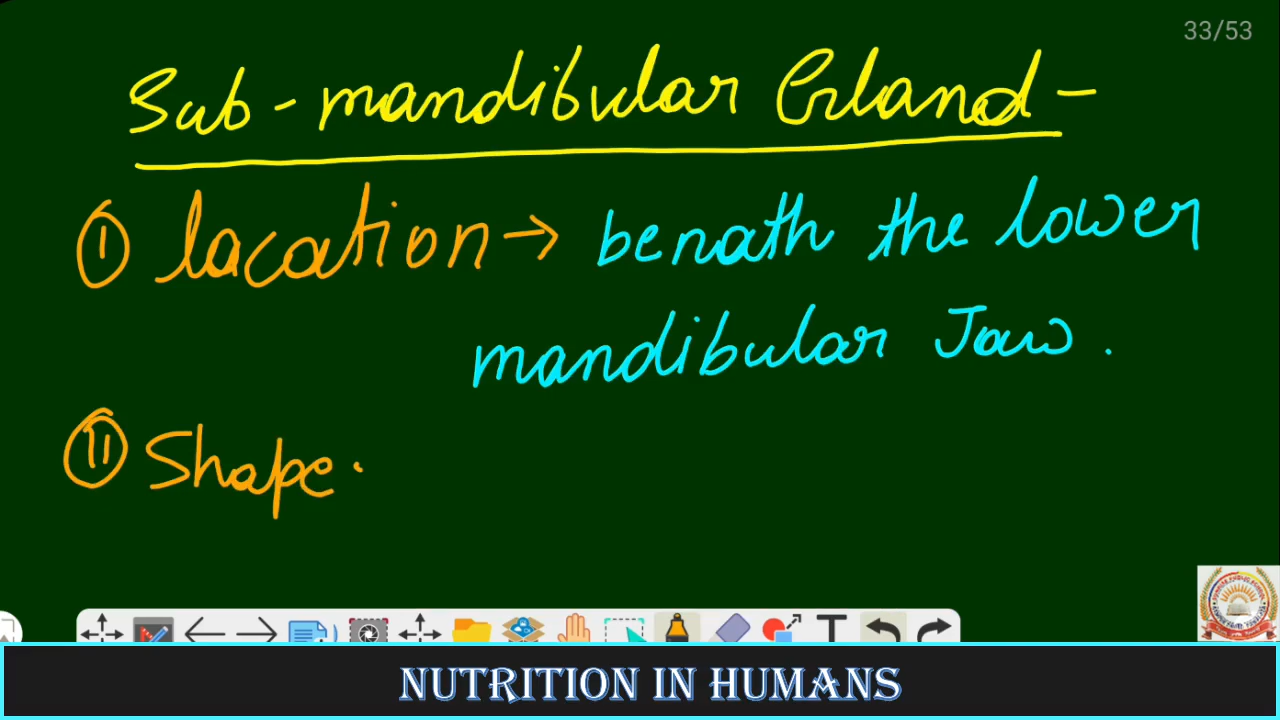 33/53
Sub-mandibular Gland-
① lacation → benath the lower
mandibular Jaw.
⑪ Shape.
T
NUTRITION IN HUMANS